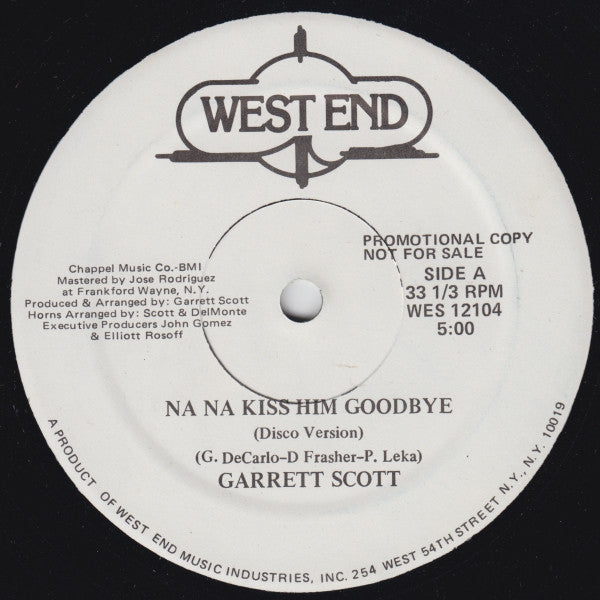 WEST END
PROMOTIONAL COPY
NOT FOR SALE
SIDE A
33 1/3 RPM
WES 12104
5:00
Chappel Music Co.-BMI
Mastered by Jose Rodriguez
at Frankford Wayne, N.Y.
Produced & Arranged by: Garrett Scott
Horns Arranged by: Scott & DelMonte
Executive Producers John Gomez
& Elliott Rosoff
NA NA KISS HIM GOODBYE
(Disco Version)
(G. DeCarlo-D Frasher-P. Leka)
GARRETT SCOTT
A PRODUCT OF WEST END MUSIC INDUSTRIES, INC. 254 WEST 54TH STREET N.Y., N.Y. 10019